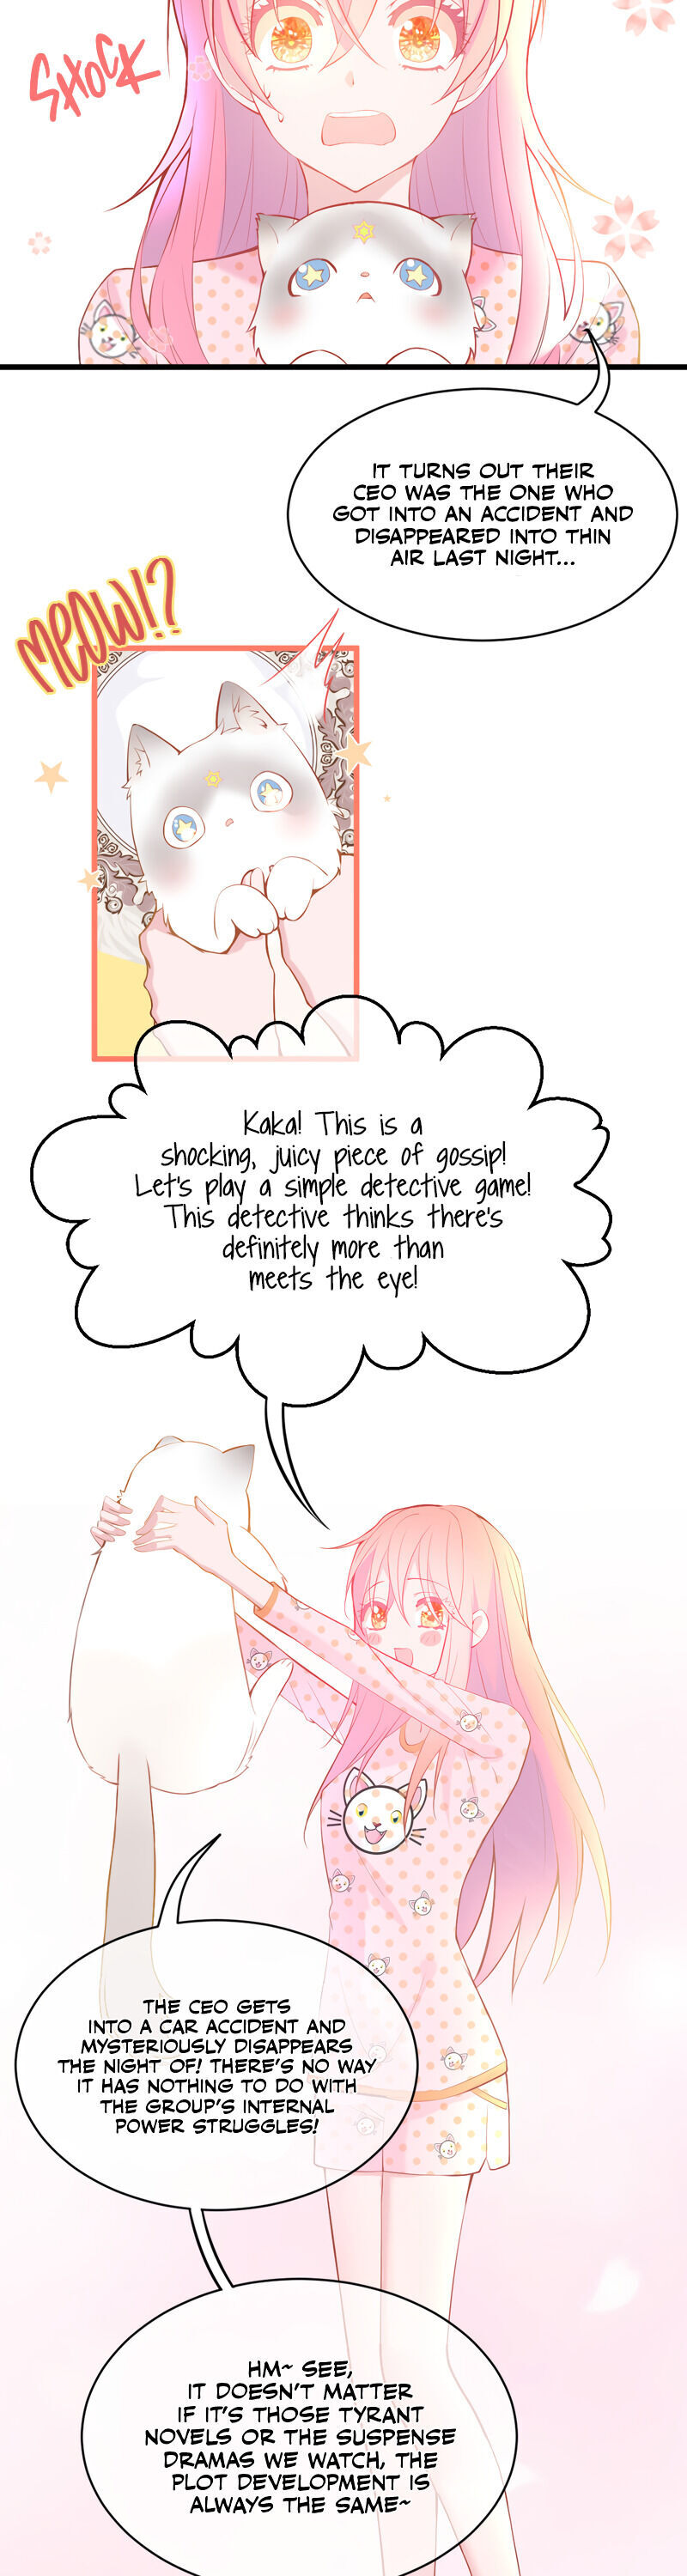 SHOCK
IT TURNS OUT THEIR
CEO WAS THE ONE WHO
GOT INTO AN ACCIDENT AND
DISAPPEARED INTO THIN
AIR LAST NIGHT...
MEOW!?
Kaka! This is a
shocking, juicy piece of gossip!
Let's play a simple detective game!
This detective thinks there's
definitely more than
meets the eye!
THE CEO GETS
INTO A CAR ACCIDENT AND
MYSTERIOUSLY DISAPPEARS
THE NIGHT OF! THERE'S NO WAY
IT HAS NOTHING TO DO WITH
THE GROUP'S INTERNAL
POWER STRUGGLES!
HM~ SEE,
IT DOESN'T MATTER
IF IT'S THOSE TYRANT
NOVELS OR THE SUSPENSE
DRAMAS WE WATCH, THE
PLOT DEVELOPMENT IS
ALWAYS THE SAME~